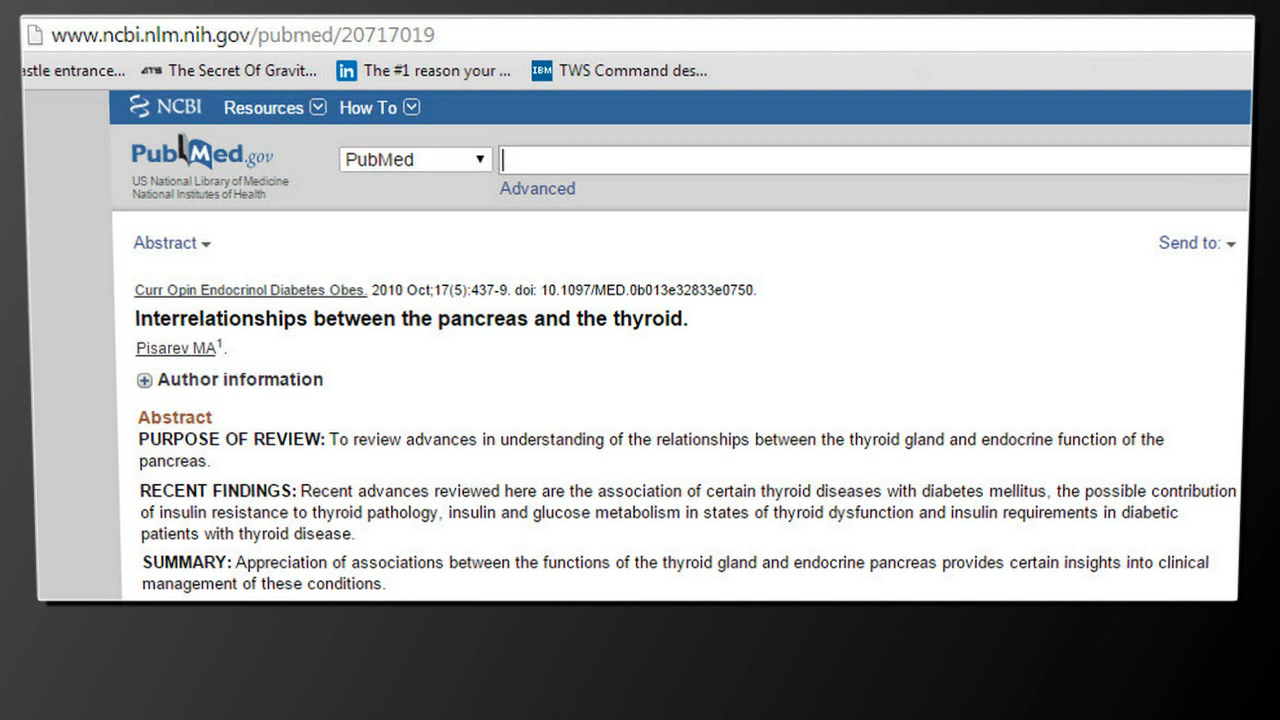 www.ncbi.nlm.nih.gov/pubmed/20717019
astle entrance... ATS The Secret Of Gravit... in The #1 reason your ... IBM TWS Command des...
NCBI Resources How To
PubMed.gov
US National Library of Medicine
National Institutes of Health
PubMed
Advanced
Abstract
Send to:
Curr Opin Endocrinol Diabetes Obes. 2010 Oct;17(5):437-9. doi: 10.1097/MED.0b013e32833e0750.
Interrelationships between the pancreas and the thyroid.
Pisarev MA1.
Author information
Abstract
PURPOSE OF REVIEW: To review advances in understanding of the relationships between the thyroid gland and endocrine function of the
pancreas.
RECENT FINDINGS: Recent advances reviewed here are the association of certain thyroid diseases with diabetes mellitus, the possible contribution
of insulin resistance to thyroid pathology, insulin and glucose metabolism in states of thyroid dysfunction and insulin requirements in diabetic
patients with thyroid disease.
SUMMARY: Appreciation of associations between the functions of the thyroid gland and endocrine pancreas provides certain insights into clinical
management of these conditions.